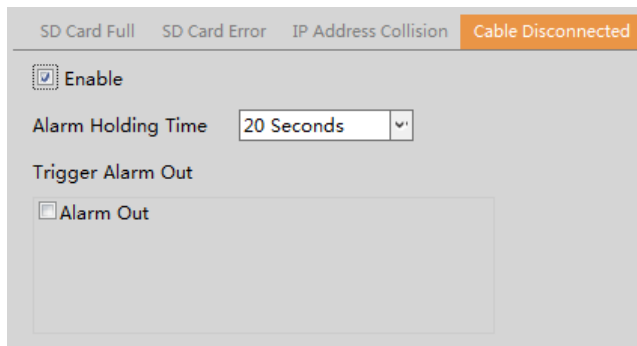 SD Card Full SD Card Error IP Address Collision Cable Disconnected
Enable
Alarm Holding Time 20 Seconds
Trigger Alarm Out
Alarm Out